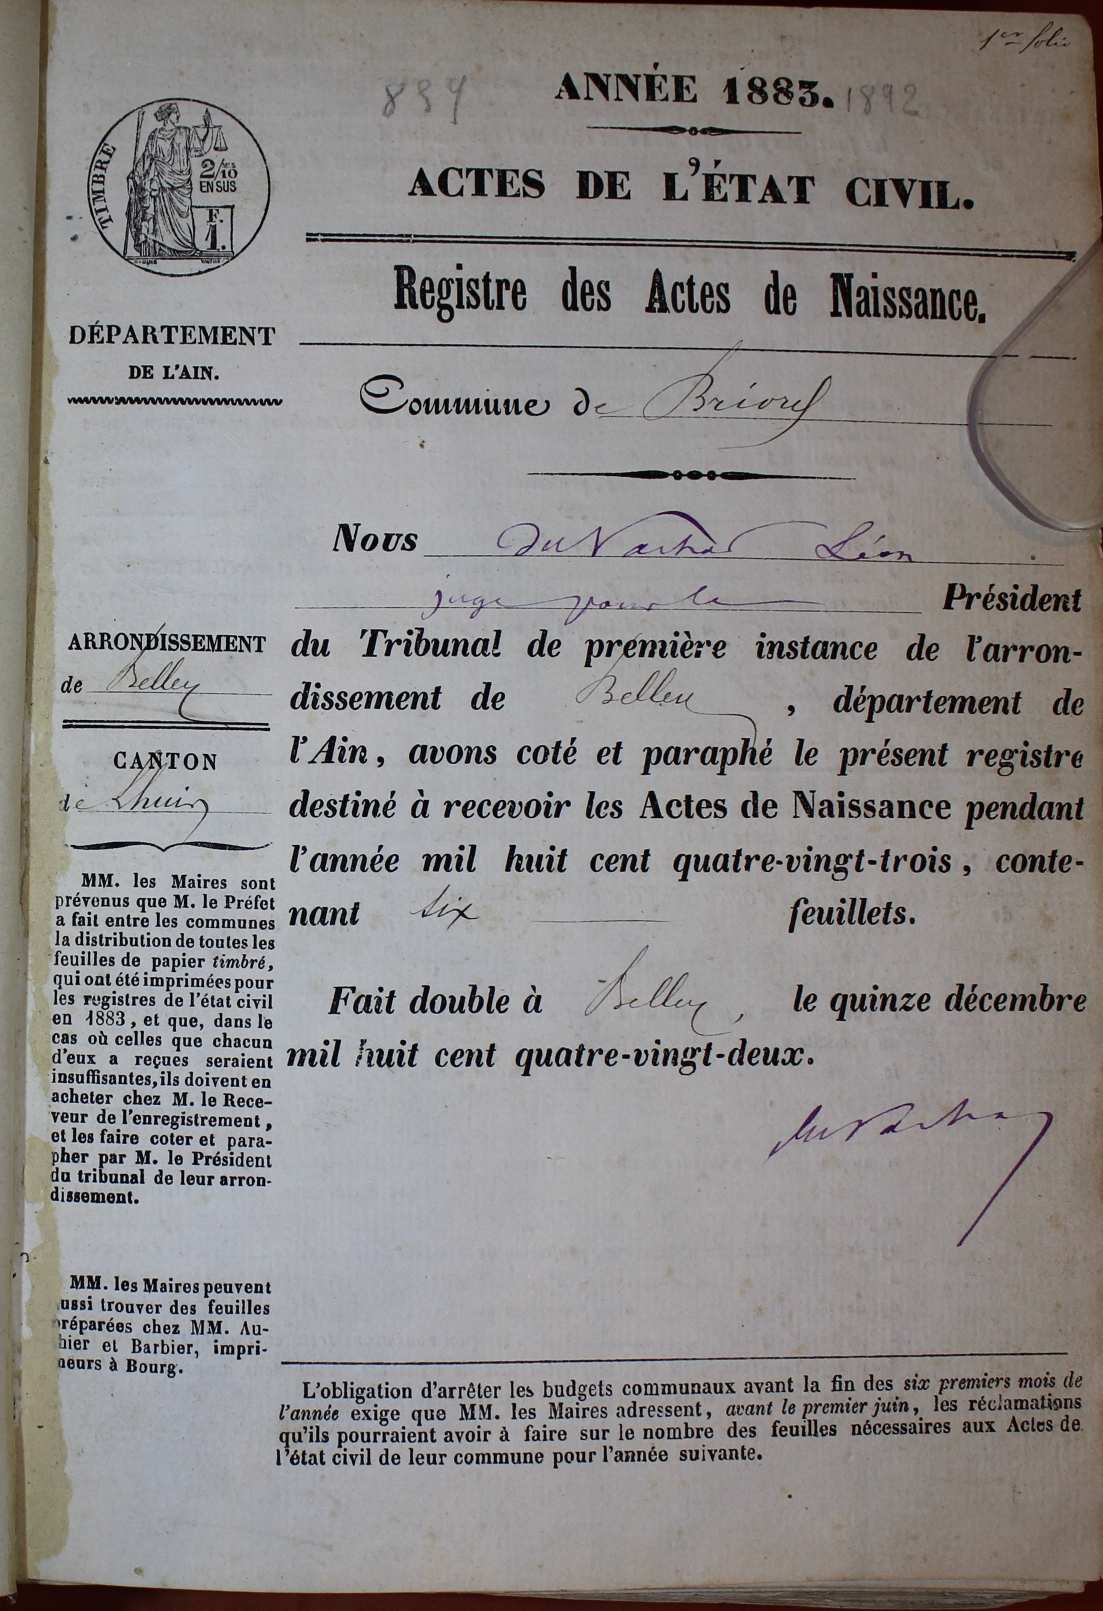 1er folio
ANNÉE 1883.
1892
ACTES DE L'ÉTAT CIVIL.
TIMBRE
2/10
EN SUS
F.
1.
Registre des Actes de Naissance.
DÉPARTEMENT
DE L'AIN.
Commune de Briord
Nous Léon
juge pour le Président
du Tribunal de première instance de l'arron-
dissement de Belley, département de
l'Ain, avons coté et paraphé le présent registre
destiné à recevoir les Actes de Naissance pendant
l'année mil huit cent quatre-vingt-trois, conte-
nant six feuillets.
Fait double à Belley, le quinze décembre
mil huit cent quatre-vingt-deux.
ARRONDISSEMENT
de Belley
CANTON
de Lhuis
MM. les Maires sont
prévenus que M. le Préfet
a fait entre les communes
la distribution de toutes les
feuilles de papier timbré,
qui ont été imprimées pour
les registres de l'état civil
en 1883, et que, dans le
cas où celles que chacun
d'eux a reçues seraient
insuffisantes, ils doivent en
acheter chez M. le Rece-
veur de l'enregistrement,
et les faire coter et para-
pher par M. le Président
du tribunal de leur arron-
dissement.
MM. les Maires peuvent
ussi trouver des feuilles
réparées chez MM. Au-
hier et Barbier, impri-
meurs à Bourg.
L'obligation d'arrêter les budgets communaux avant la fin des six premiers mois de
l'année exige que MM. les Maires adressent, avant le premier juin, les réclamations
qu'ils pourraient avoir à faire sur le nombre des feuilles nécessaires aux Actes de
l'état civil de leur commune pour l'année suivante.